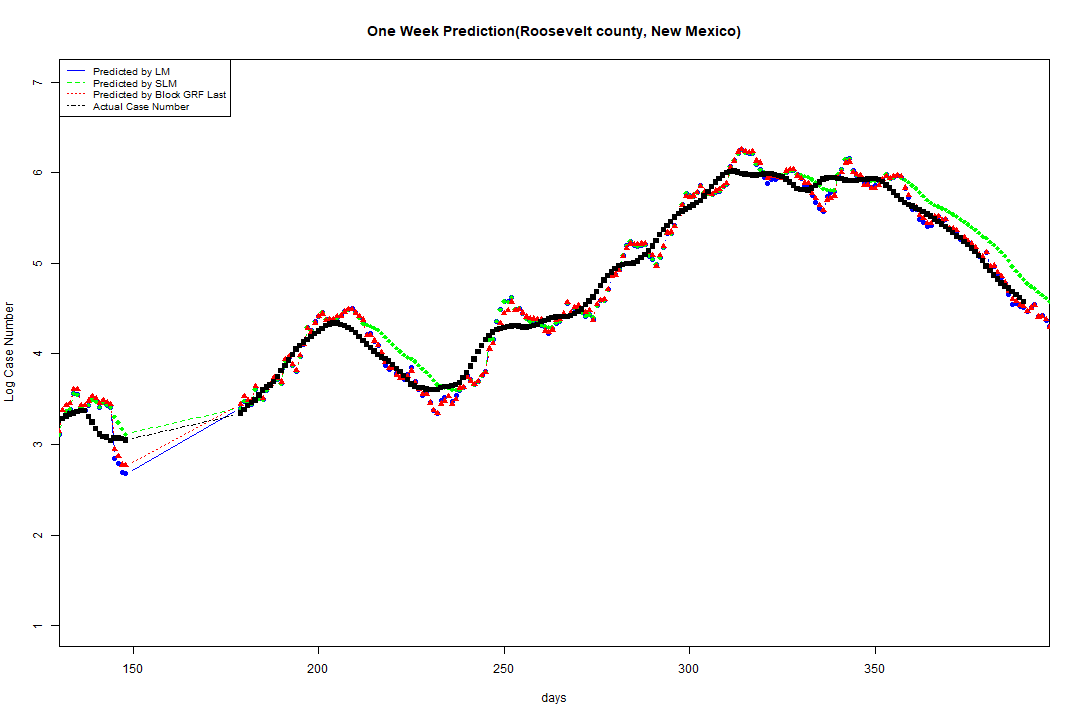 One Week Prediction(Roosevelt county, New Mexico)
Predicted by LM
Predicted by SLM
Predicted by Block GRF Last
Actual Case Number
7
6
5
4
3
2
1
Log Case Number
150 200 250 300 350
days